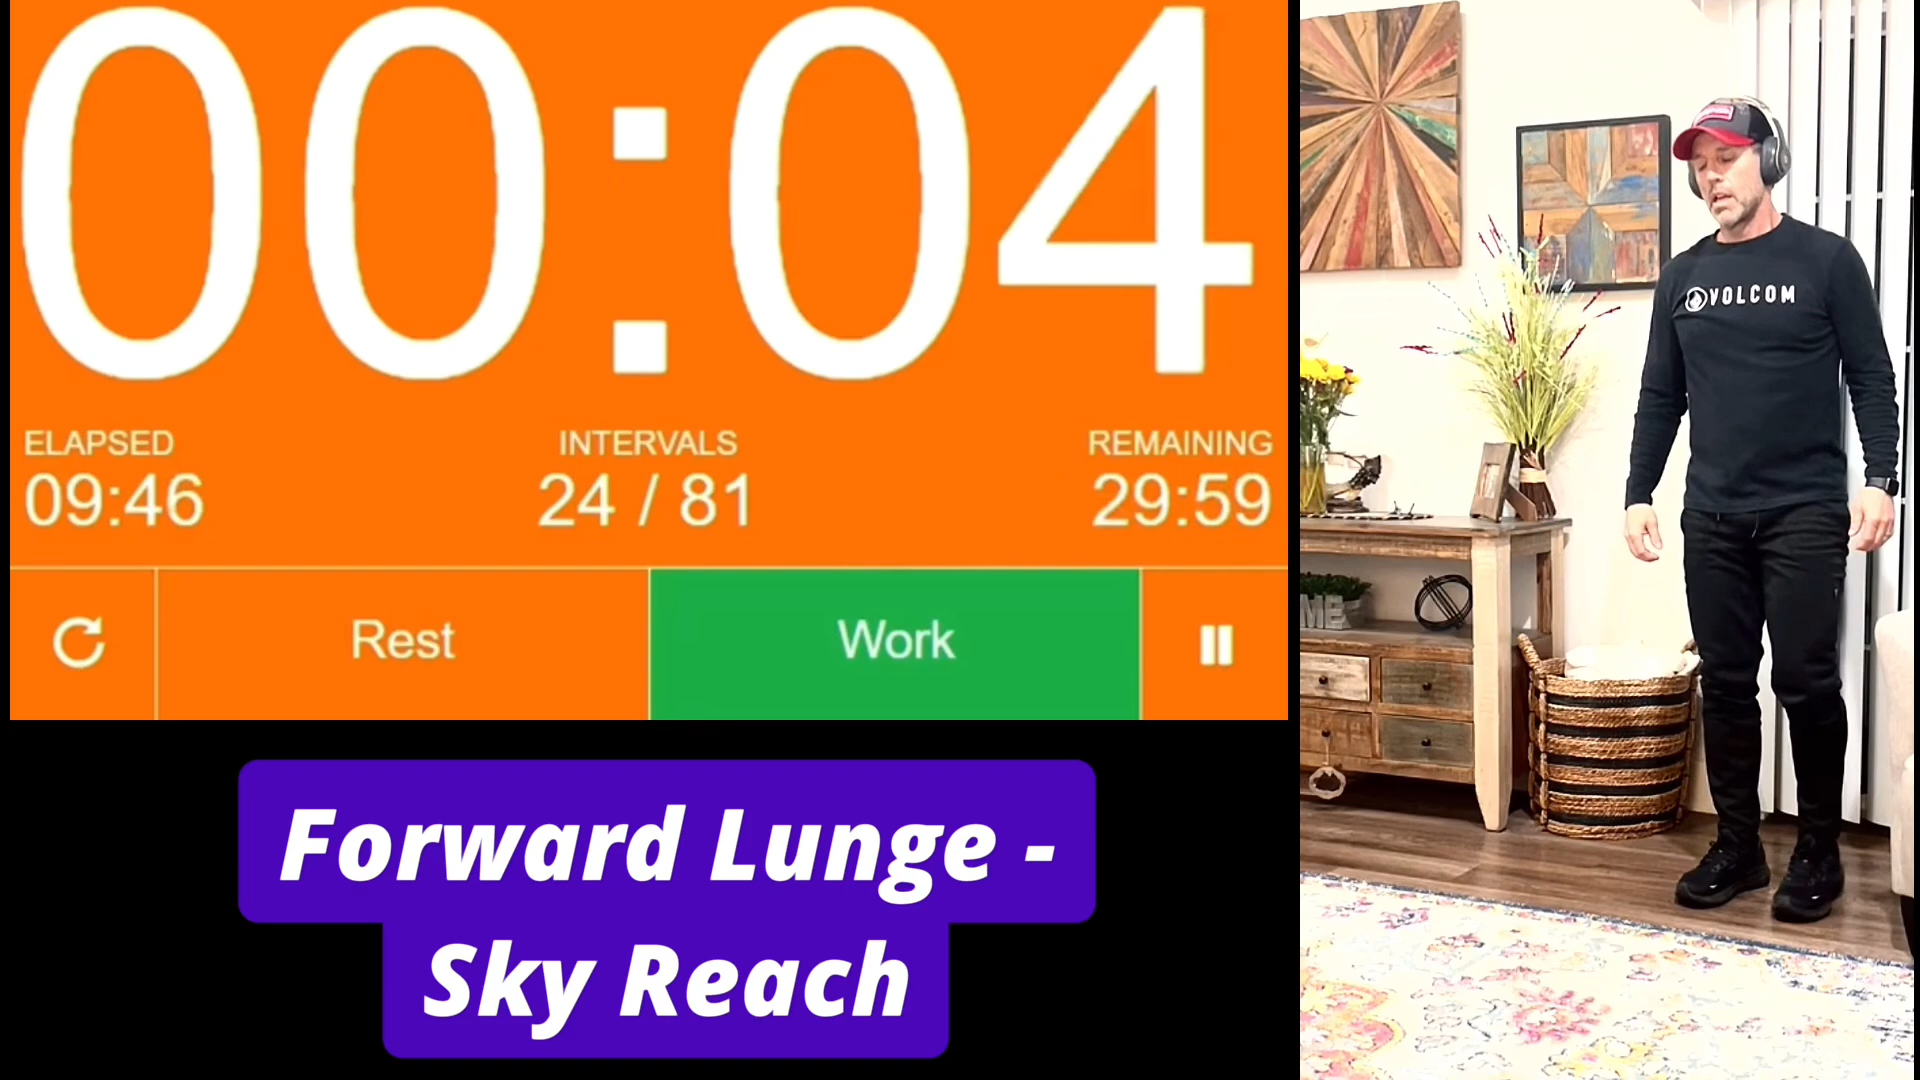 00:04
ELAPSED
INTERVALS
REMAINING
09:46
24 / 81
29:59
Rest
Work
Forward Lunge -
Sky Reach
VOLCOM
ME